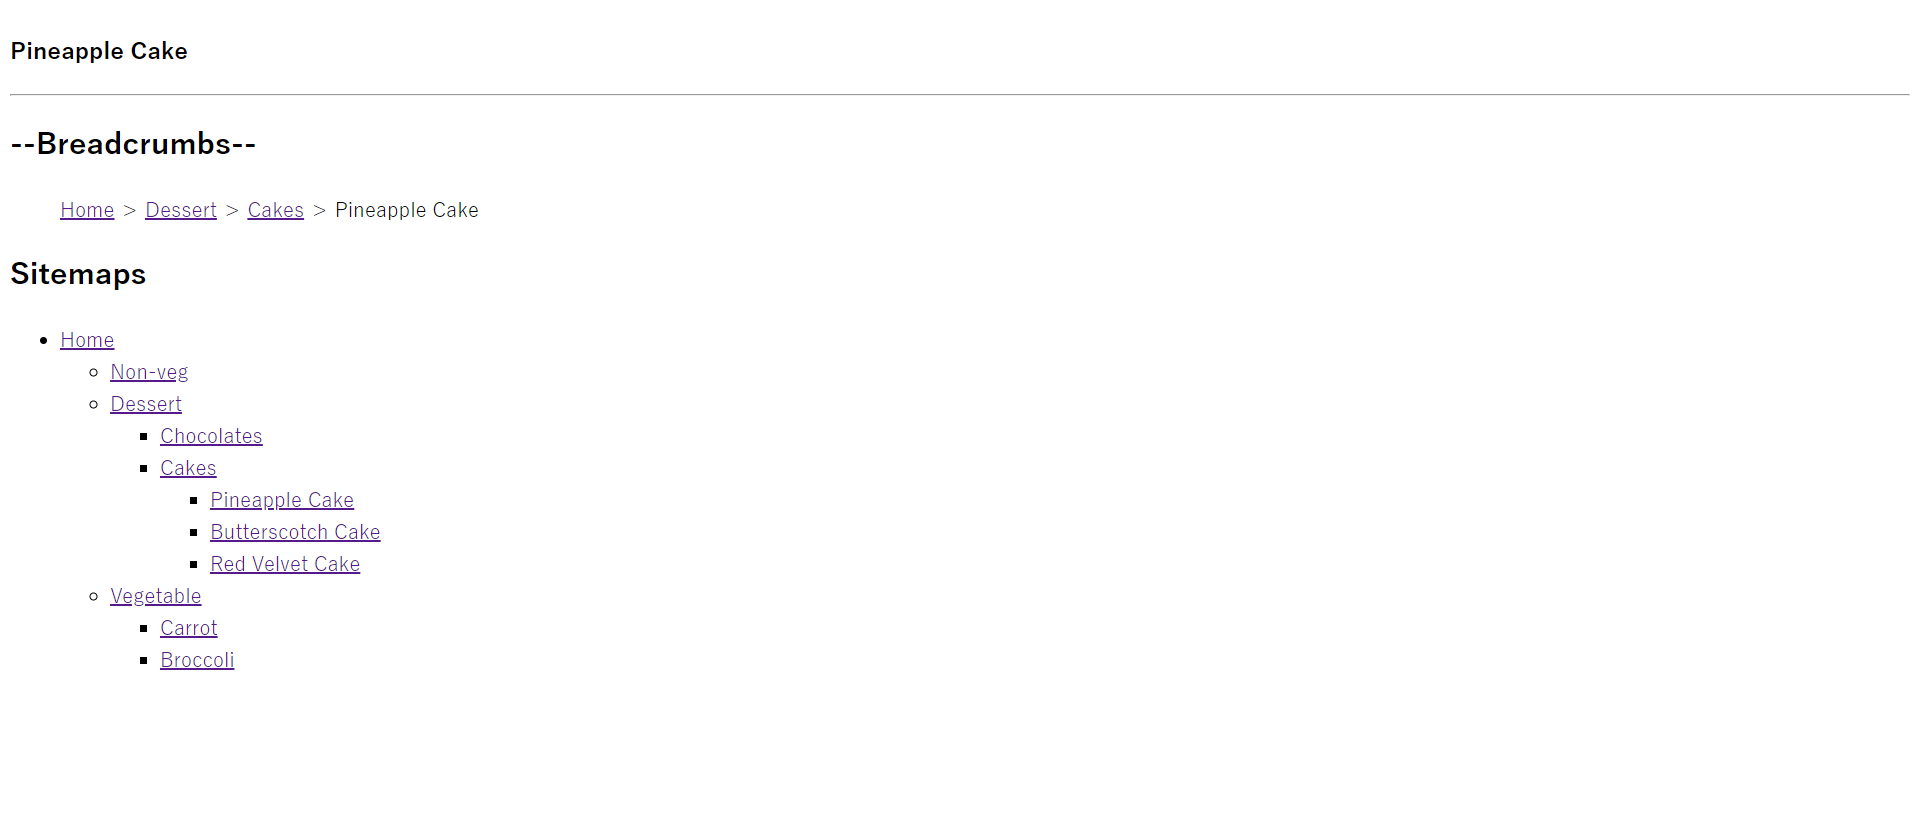 Pineapple Cake
--Breadcrumbs--
Home > Dessert > Cakes > Pineapple Cake
Sitemaps
Home
Non-veg
Dessert
Chocolates
Cakes
Pineapple Cake
Butterscotch Cake
Red Velvet Cake
Vegetable
Carrot
Broccoli